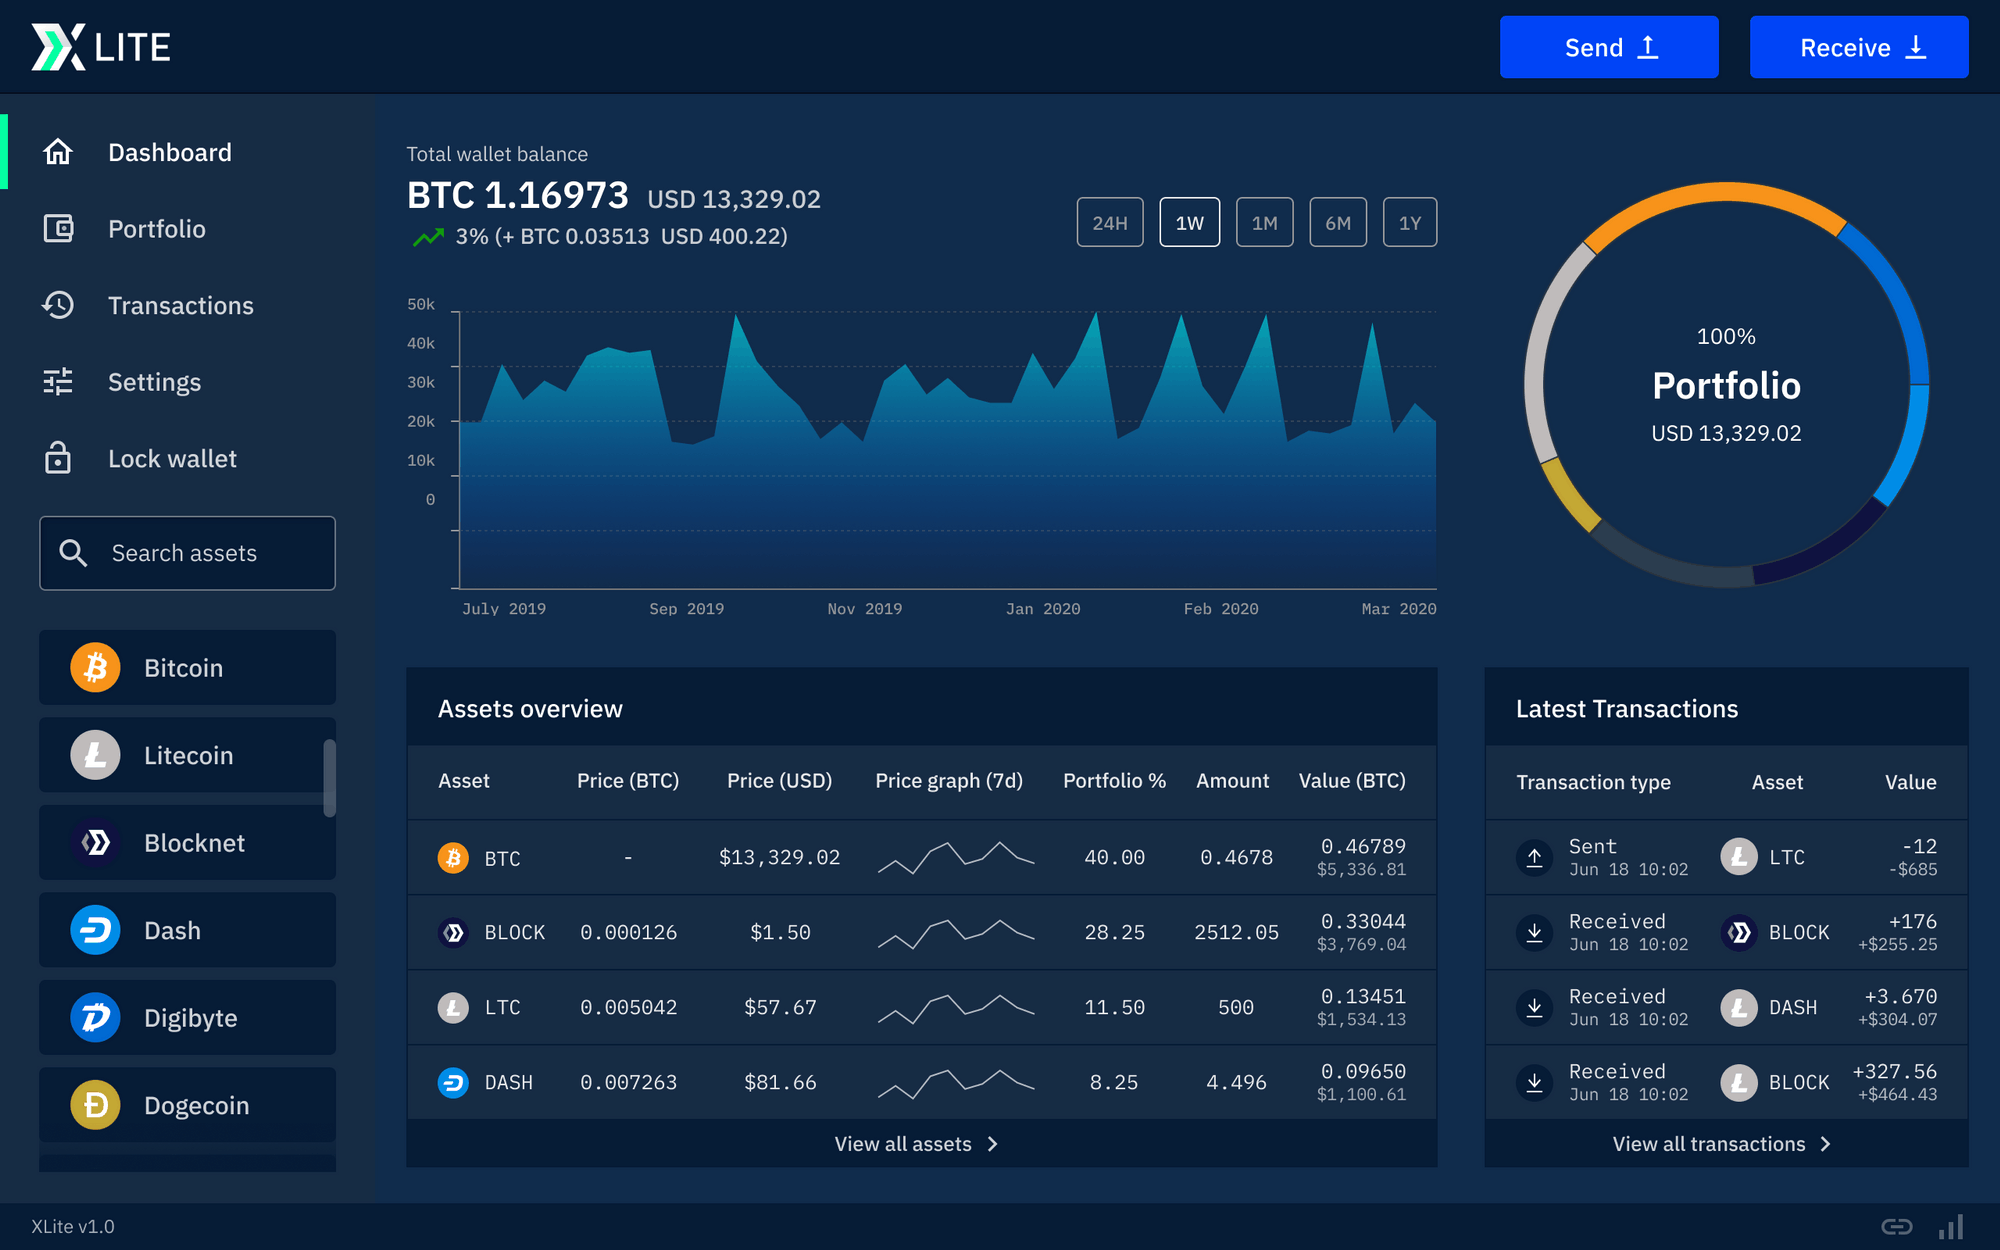 LITE
Send
Receive
Dashboard
Portfolio
Transactions
Settings
Lock wallet
Search assets
Bitcoin
Litecoin
Blocknet
Dash
Digibyte
Dogecoin
Total wallet balance
BTC 1.16973 USD 13,329.02
3% (+ BTC 0.03513 USD 400.22)
24H 1W 1M 6M 1Y
50k
40k
30k
20k
10k
0
July 2019 Sep 2019 Nov 2019 Jan 2020 Feb 2020 Mar 2020
100%
Portfolio
USD 13,329.02
Assets overview
Asset Price (BTC) Price (USD) Price graph (7d) Portfolio % Amount Value (BTC)
BTC - $13,329.02 40.00 0.4678 0.46789
$5,336.81
BLOCK 0.000126 $1.50 28.25 2512.05 0.33044
$3,769.04
LTC 0.005042 $57.67 11.50 500 0.13451
$1,534.13
DASH 0.007263 $81.66 8.25 4.496 0.09650
$1,100.61
View all assets
Latest Transactions
Transaction type Asset Value
Sent LTC -12
Jun 18 10:02 -$685
Received BLOCK +176
Jun 18 10:02 +$255.25
Received DASH +3.670
Jun 18 10:02 +$304.07
Received BLOCK +327.56
Jun 18 10:02 +$464.43
View all transactions
XLite v1.0